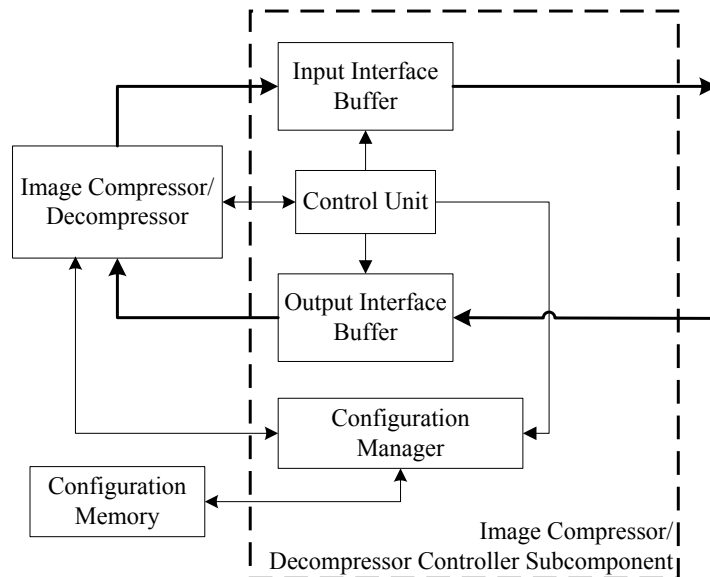 Input Interface
Buffer
Image Compressor/
Decompressor
Control Unit
Output Interface
Buffer
Configuration
Manager
Configuration
Memory
Image Compressor/
Decompressor Controller Subcomponent